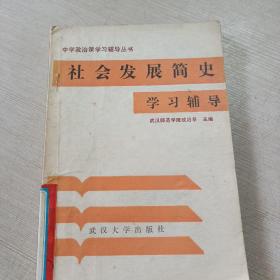 中学政治课学习辅导丛书
社会发展简史
学习辅导
武汉师范学院政治系 主编
武汉大学出版社